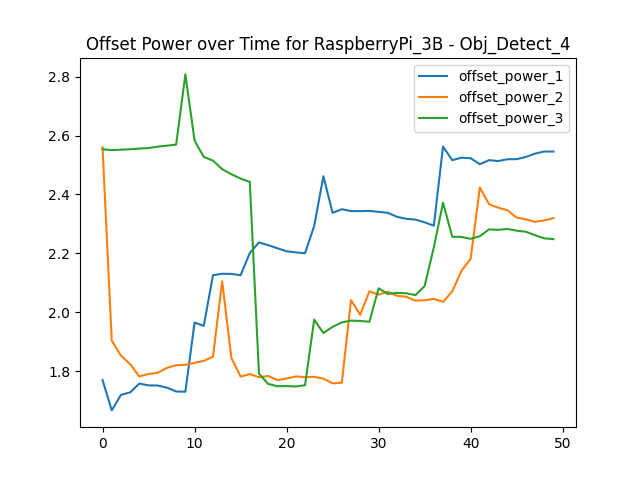 Offset Power over Time for RaspberryPi_3B - Obj_Detect_4
offset_power_1
offset_power_2
offset_power_3
2.8
2.6
2.4
2.2
2.0
1.8
0 10 20 30 40 50